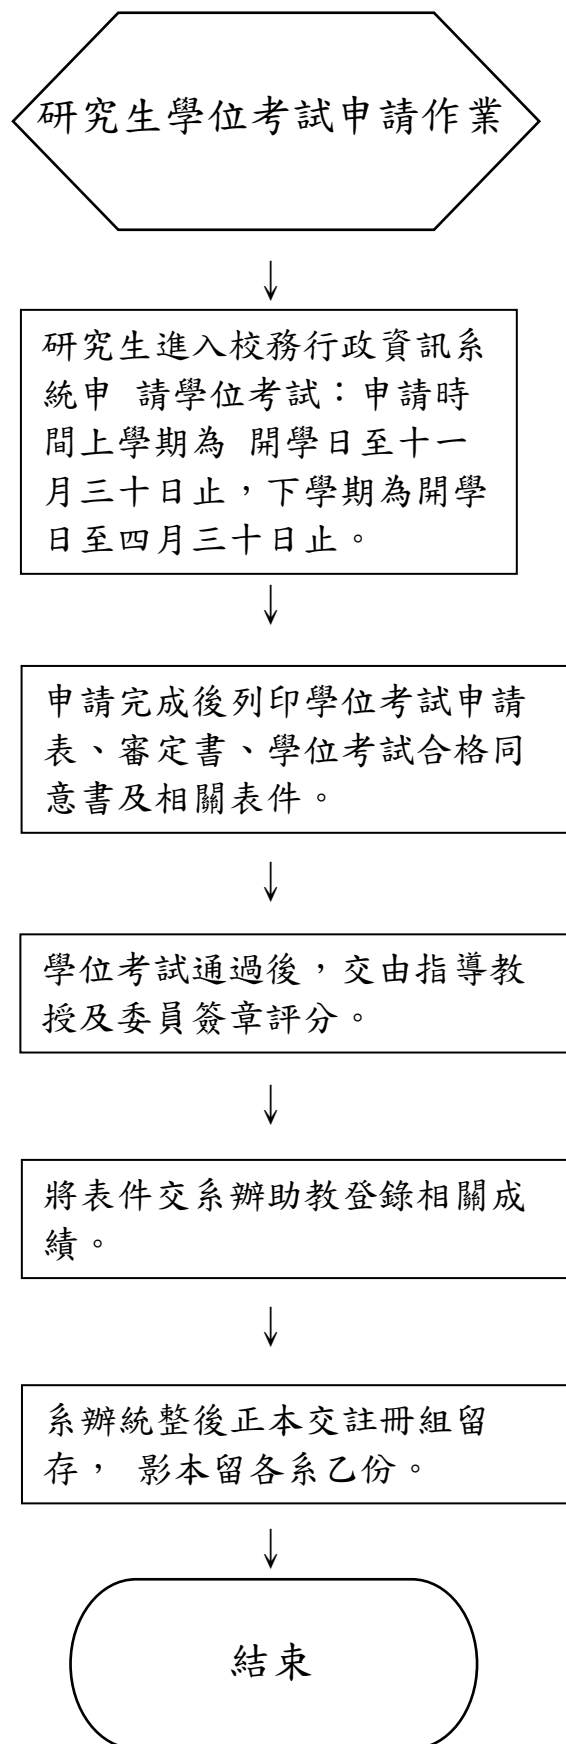 研究生學位考試申請作業
↓
研究生進入校務行政資訊系
統申 請學位考試：申請時
間上學期為 開學日至十一
月三十日止，下學期為開學
日至四月三十日止。
↓
申請完成後列印學位考試申請
表、審定書、學位考試合格同
意書及相關表件。
↓
學位考試通過後，交由指導教
授及委員簽章評分。
↓
將表件交系辦助教登錄相關成
績。
↓
系辦統整後正本交註冊組留
存， 影本留各系乙份。
↓
結束